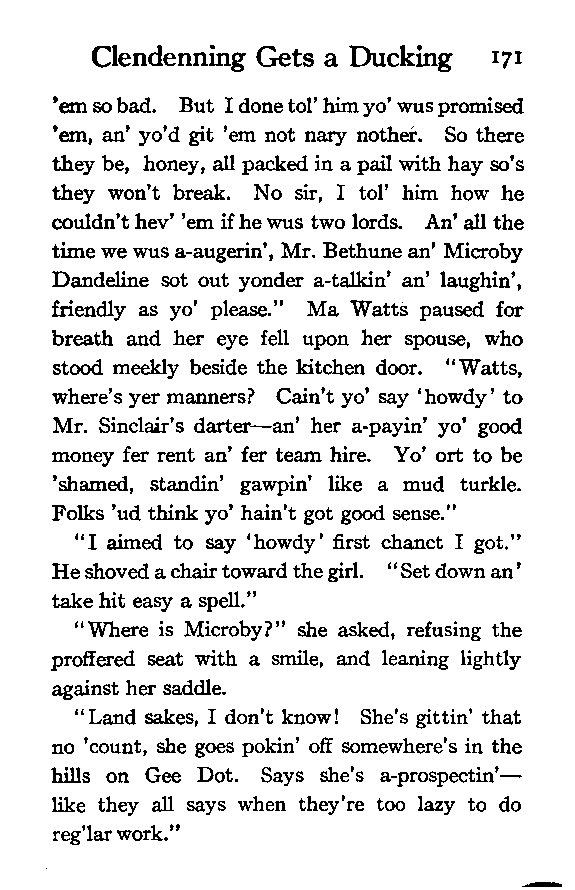 Clendenning Gets a Ducking 171
'em so bad. But I done tol' him yo' wus promised
'em, an' yo'd git 'em not nary nother. So there
they be, honey, all packed in a pail with hay so's
they won't break. No sir, I tol' him how he
couldn't hev' 'em if he wus two lords. An' all the
time we wus a-augerin', Mr. Bethune an' Microby
Dandeline sot out yonder a-talkin' an' laughin',
friendly as yo' please." Ma Watts paused for
breath and her eye fell upon her spouse, who
stood meekly beside the kitchen door. "Watts,
where's yer manners? Cain't yo' say 'howdy' to
Mr. Sinclair's darter—an' her a-payin' yo' good
money fer rent an' fer team hire. Yo' ort to be
'shamed, standin' gawpin' like a mud turkle.
Folks 'ud think yo' hain't got good sense."
"I aimed to say 'howdy' first chanct I got."
He shoved a chair toward the girl. "Set down an'
take hit easy a spell."
"Where is Microby?" she asked, refusing the
proffered seat with a smile, and leaning lightly
against her saddle.
"Land sakes, I don't know! She's gittin' that
no 'count, she goes pokin' off somewhere's in the
hills on Gee Dot. Says she's a-prospectin'—
like they all says when they're too lazy to do
reg'lar work."